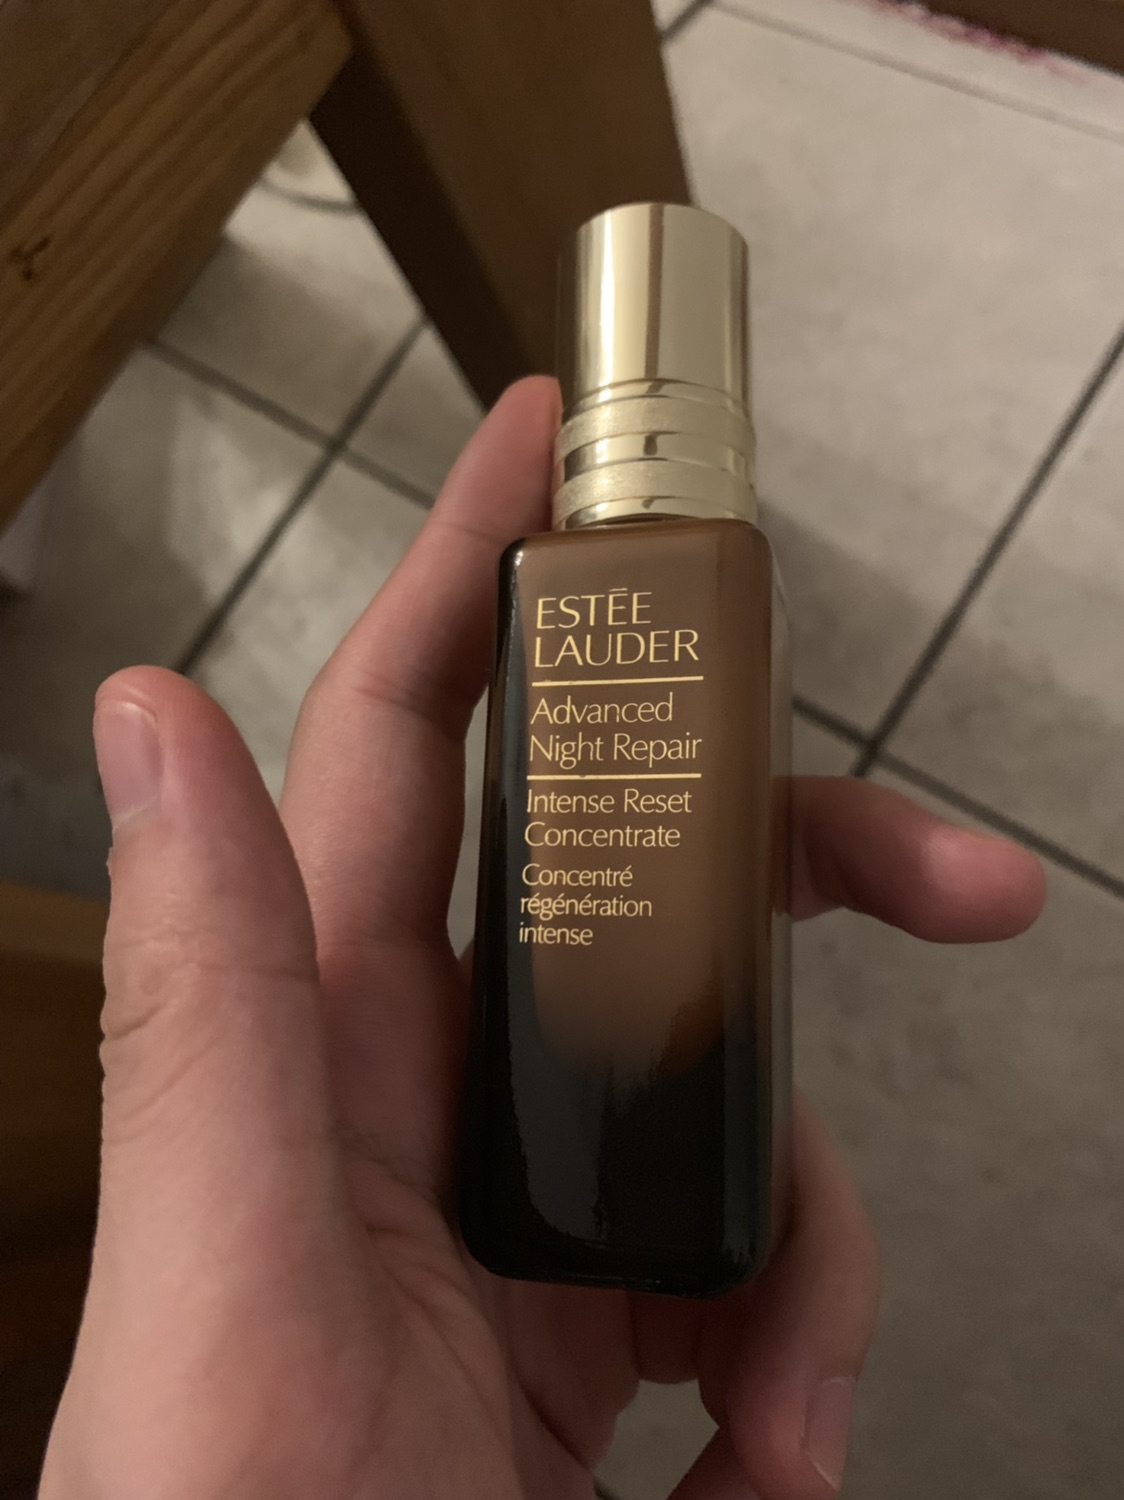 ESTĒE
LAUDER
Advanced
Night Repair
Intense Reset
Concentrate
Concentré
régénération
intense